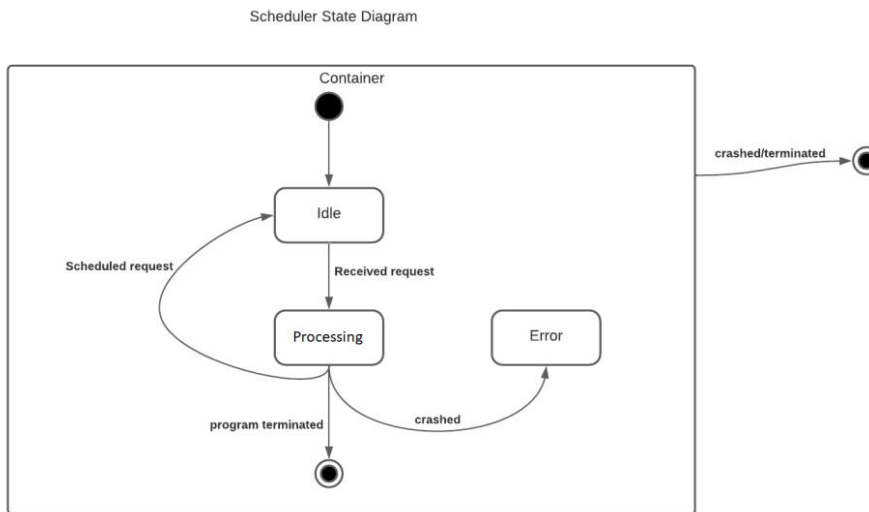 Scheduler State Diagram
Container
crashed/terminated
Idle
Scheduled request
Received request
Processing
Error
program terminated
crashed